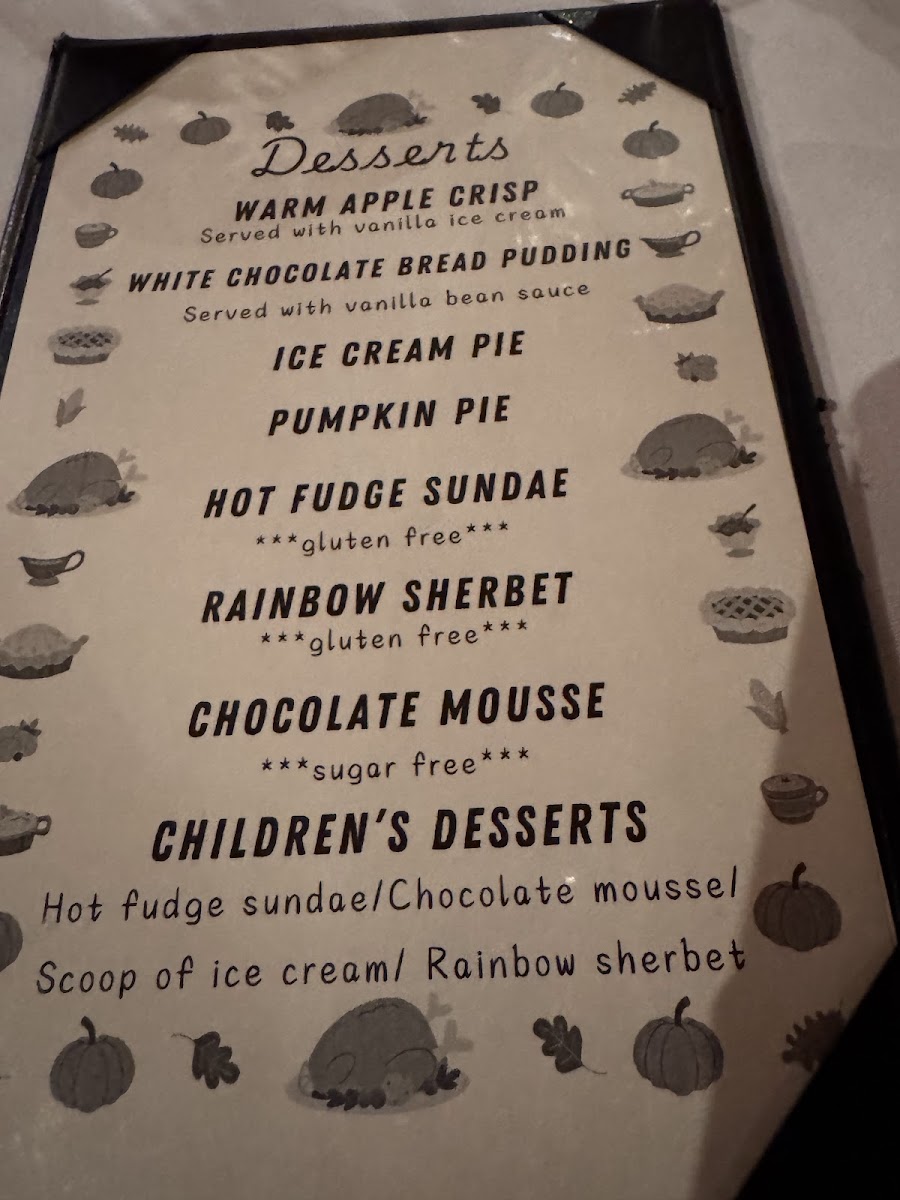 Desserts
WARM APPLE CRISP
Served with vanilla ice cream
WHITE CHOCOLATE BREAD PUDDING
Served with vanilla bean sauce
ICE CREAM PIE
PUMPKIN PIE
HOT FUDGE SUNDAE
***gluten free***
RAINBOW SHERBET
***gluten free***
CHOCOLATE MOUSSE
***sugar free***
CHILDREN'S DESSERTS
Hot fudge sundae/Chocolate mousse/
Scoop of ice cream/ Rainbow sherbet